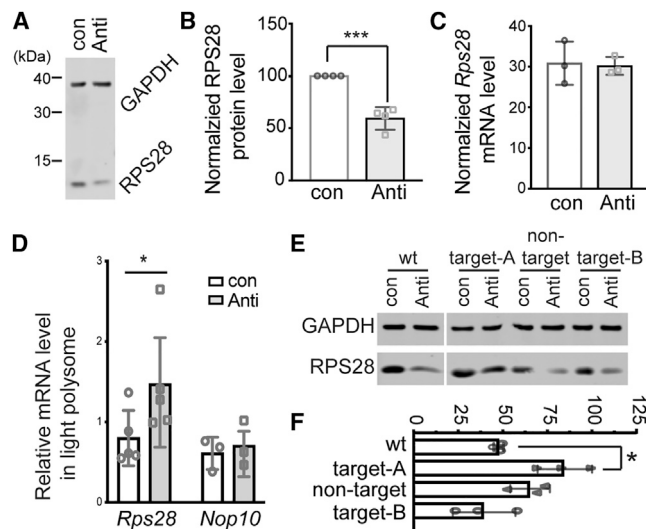 A
con
Anti
(kDa)
40
30
15
GAPDH
RPS28
B
Normalzied RPS28
protein level
150
100
50
0
***
con
Anti
C
Normalzied Rps28
mRNA level
40
30
20
10
0
con
Anti
D
Relative mRNA level
in light polysome
3
2
1
0
*
con
Anti
Rps28
Nop10
E
wt
target-A
non-
target
target-B
con
Anti
con
Anti
con
Anti
con
Anti
GAPDH
RPS28
F
0
25
50
75
100
125
wt
target-A
non-target
target-B
*